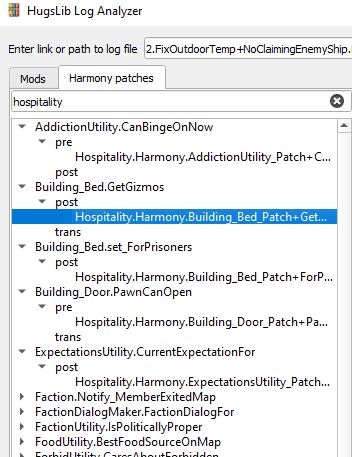 HugsLib Log Analyzer
Enter link or path to log file 2.FixOutdoorTemp+NoClaimingEnemyShip.
Mods Harmony patches
hospitality
AddictionUtility.CanBingeOnNow
pre
Hospitality.Harmony.AddictionUtility_Patch+C...
post
Building_Bed.GetGizmos
post
Hospitality.Harmony.Building_Bed_Patch+Get...
trans
Building_Bed.set_ForPrisoners
post
Hospitality.Harmony.Building_Bed_Patch+ForP...
Building_Door.PawnCanOpen
pre
Hospitality.Harmony.Building_Door_Patch+Pa...
trans
ExpectationsUtility.CurrentExpectationFor
post
Hospitality.Harmony.ExpectationsUtility_Patch...
Faction.Notify_MemberExitedMap
FactionDialogMaker.FactionDialogFor
FactionUtility.IsPoliticallyProper
FoodUtility.BestFoodSourceOnMap
ForbidUtility.CaresAboutForbidden